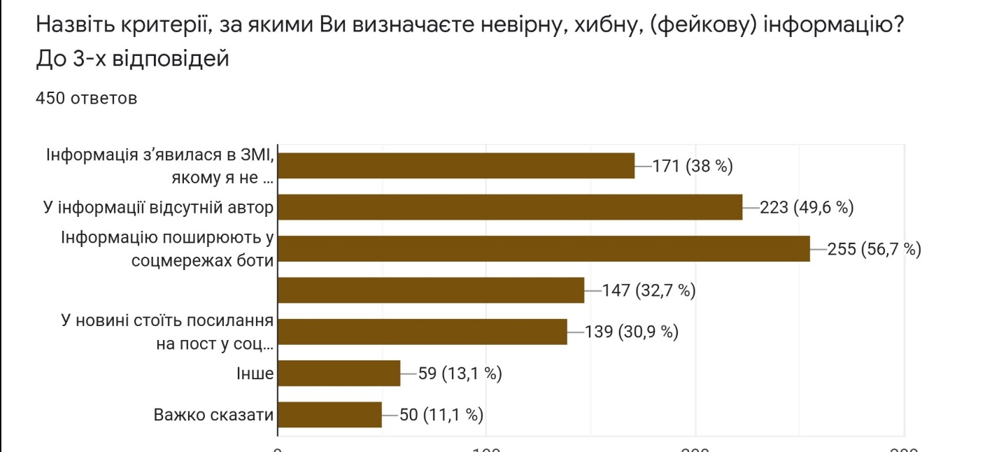 Назвіть критерії, за якими Ви визначаєте невірну, хибну, (фейкову) інформацію?
До 3-х відповідей
450 ответов
Інформація з’явилася в ЗМІ,
якому я не ...
171 (38 %)
У інформації відсутній автор
223 (49,6 %)
Інформацію поширюють у
соцмережах боти
255 (56,7 %)
147 (32,7 %)
У новині стоїть посилання
на пост у соц...
139 (30,9 %)
Інше
59 (13,1 %)
Важко сказати
50 (11,1 %)